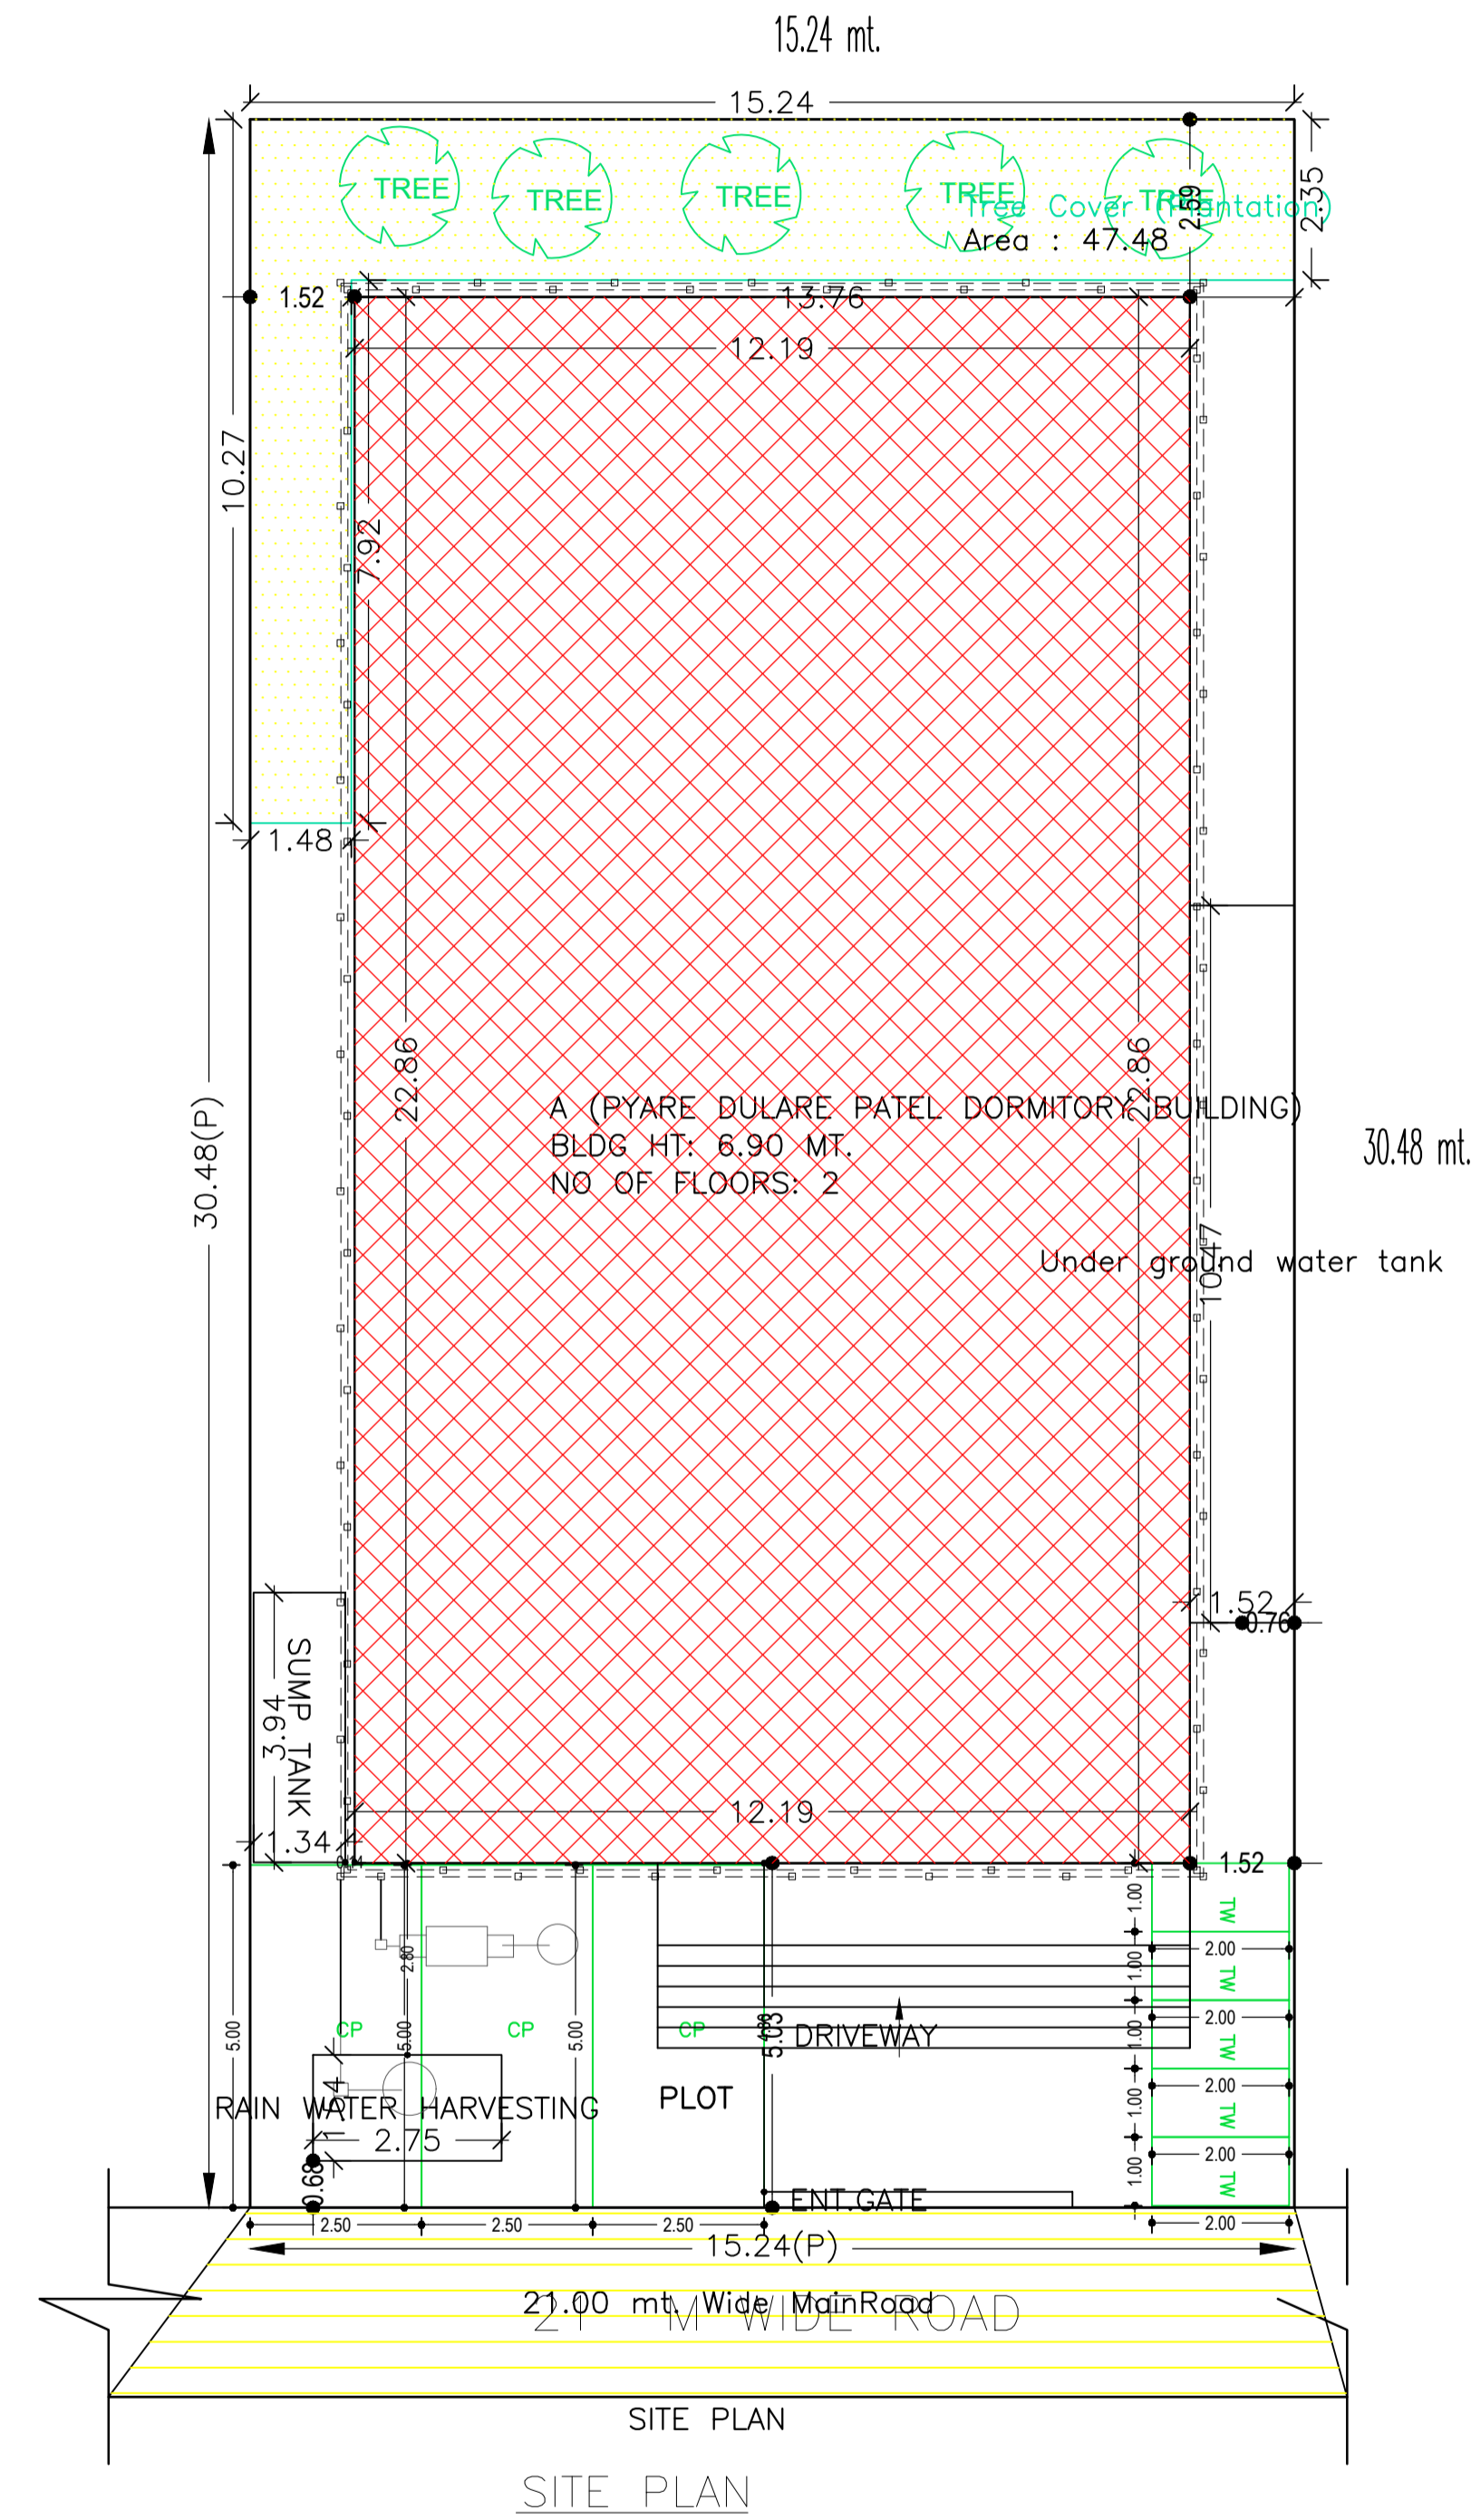 15.24 mt.
15.24
TREE
TREE
TREE
TREE
TREE
2.59
2.35
Tree Cover (Plantation)
Area : 47.48
1.52
13.76
12.19
10.27
7.92
1.48
22.86
22.86
30.48(P)
A (PYARE DULARE PATEL DORMITORY BUILDING)
BLDG HT: 6.90 MT.
NO OF FLOORS: 2
30.48 mt.
Under ground water tank
10.47
1.52
0.76
SUMP TANK
3.94
12.19
1.34
1.52
1.00
TW
2.00
2.80
1.00
TW
2.00
5.00
CP
5.00
CP
5.00
CP
5.03
DRIVEWAY
1.00
TW
2.00
PLOT
1.54
RAIN WATER HARVESTING
2.75
1.00
TW
2.00
0.68
1.00
TW
ENT.GATE
2.50
2.50
2.50
2.00
15.24(P)
21.00 mt. Wide MainRoad
21 M WIDE ROAD
SITE PLAN
SITE PLAN